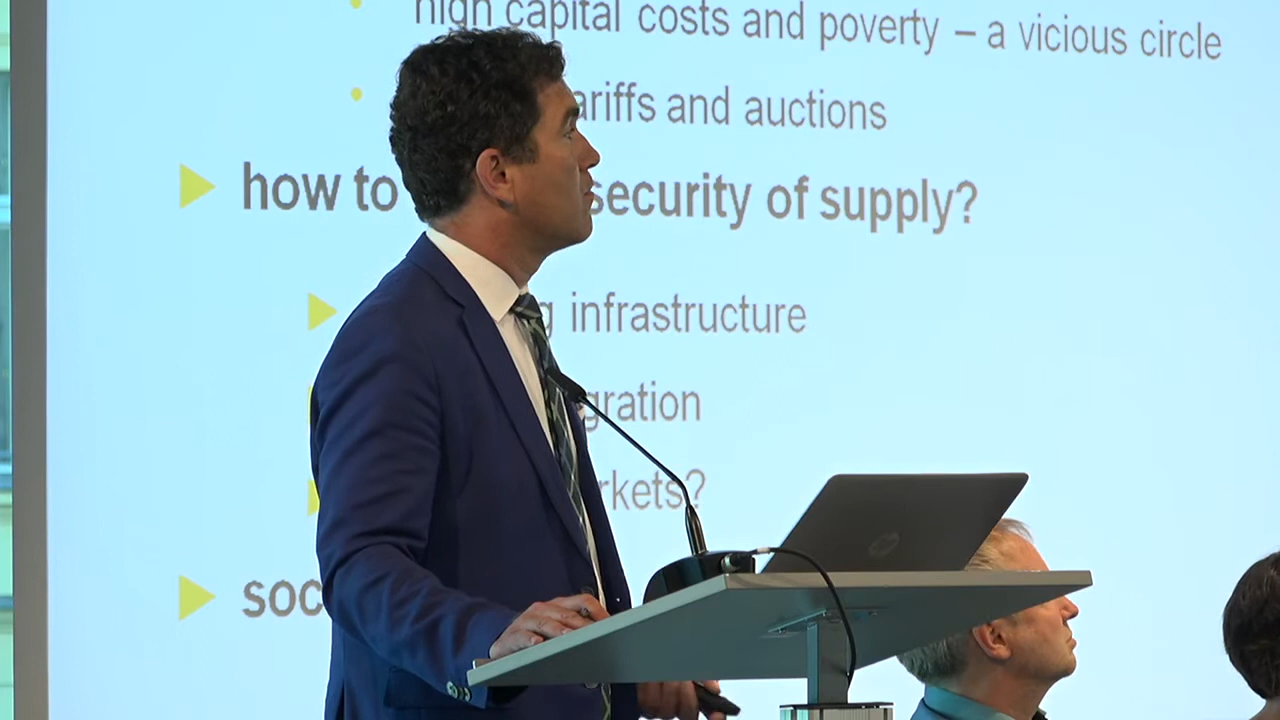 high capital costs and poverty – a vicious circle
ariffs and auctions
how to security of supply?
g infrastructure
gration
rkets?
soc
hp